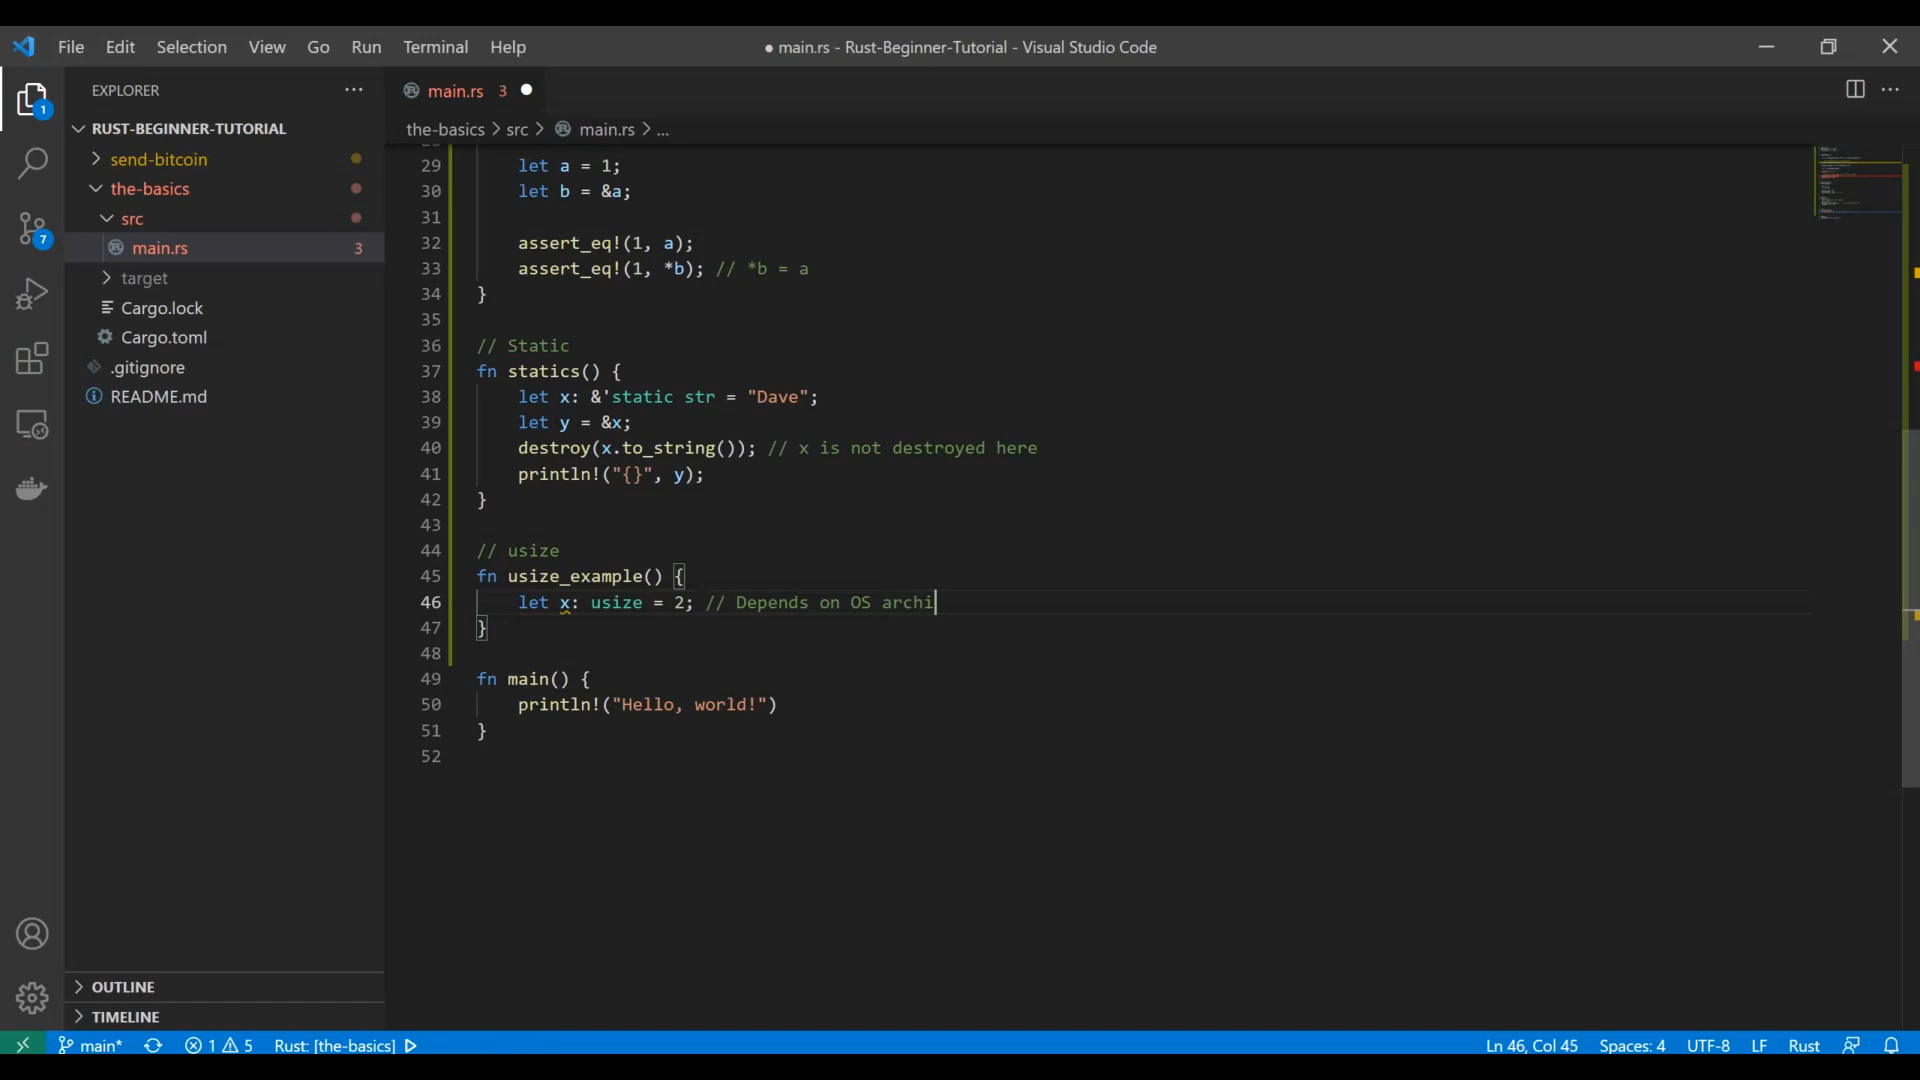 File Edit Selection View Go Run Terminal Help
● main.rs - Rust-Beginner-Tutorial - Visual Studio Code
EXPLORER
RUST-BEGINNER-TUTORIAL
send-bitcoin
the-basics
src
main.rs 3
target
Cargo.lock
Cargo.toml
.gitignore
README.md
OUTLINE
TIMELINE
1
7
main.rs 3
the-basics > src > main.rs > ...
29 let a = 1;
30 let b = &a;
31
32 assert_eq!(1, a);
33 assert_eq!(1, *b); // *b = a
34 }
35
36 // Static
37 fn statics() {
38 let x: &'static str = "Dave";
39 let y = &x;
40 destroy(x.to_string()); // x is not destroyed here
41 println!("{}", y);
42 }
43
44 // usize
45 fn usize_example() {
46 let x: usize = 2; // Depends on OS archi
47 }
48
49 fn main() {
50 println!("Hello, world!")
51 }
52
main* 1 5 Rust: [the-basics] Ln 46, Col 45 Spaces: 4 UTF-8 LF Rust